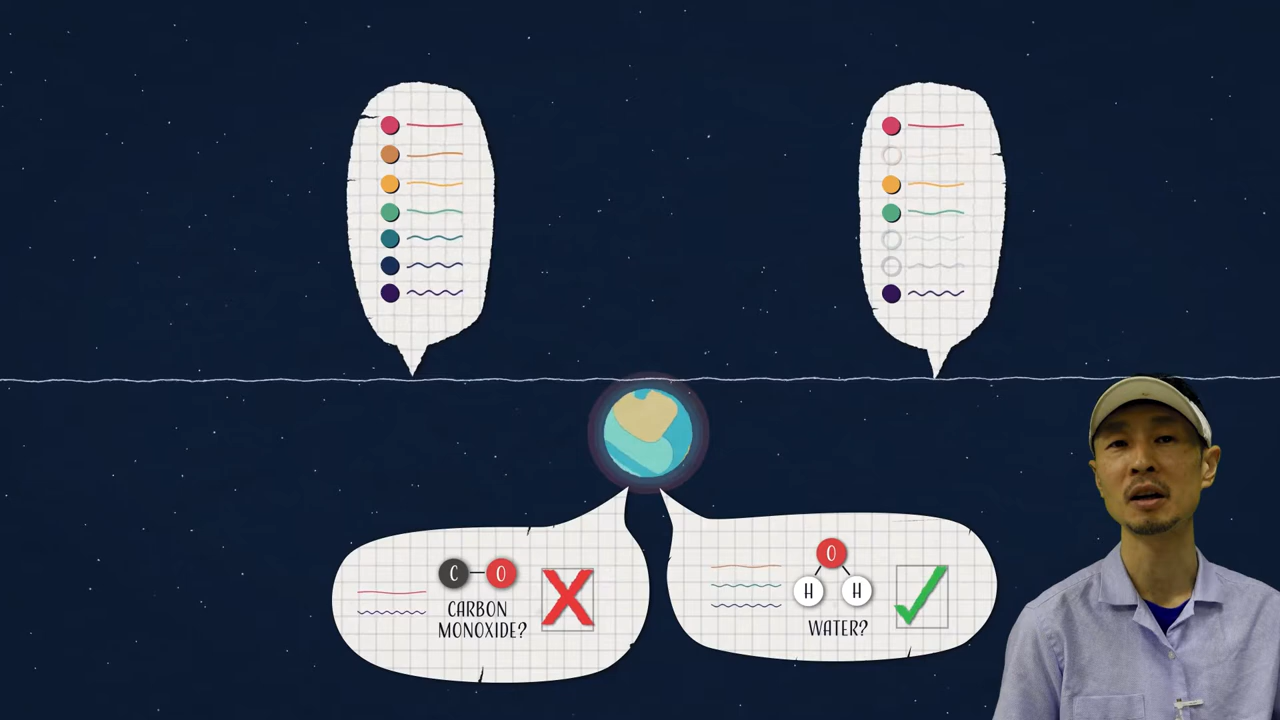 C O
CARBON
MONOXIDE?
O
H H
WATER?